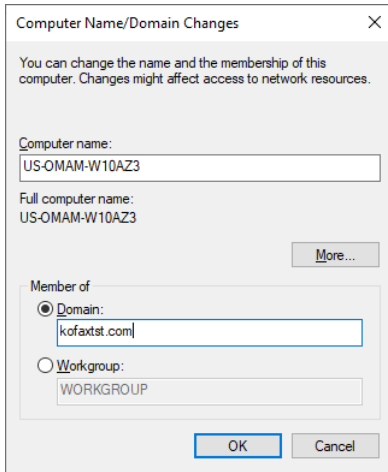 Computer Name/Domain Changes
You can change the name and the membership of this
computer. Changes might affect access to network resources.
Computer name:
US-OMAM-W10AZ3
Full computer name:
US-OMAM-W10AZ3
More...
Member of
Domain:
kofaxtst.com
Workgroup:
WORKGROUP
OK Cancel